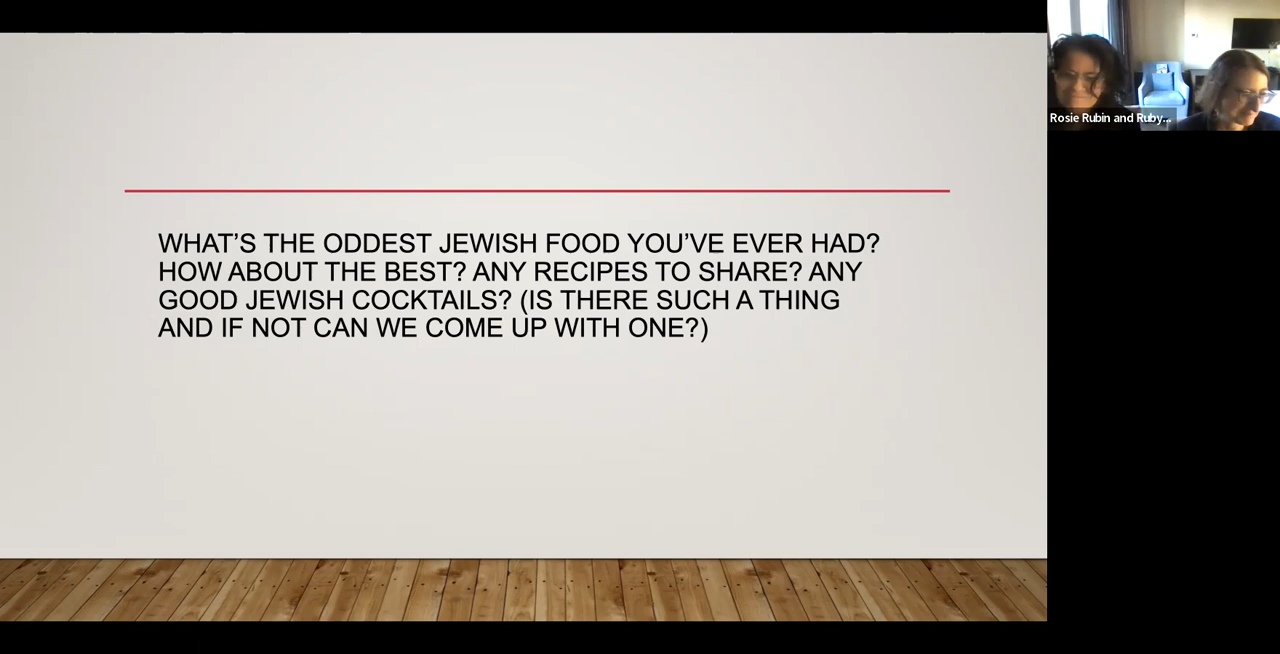 WHAT’S THE ODDEST JEWISH FOOD YOU’VE EVER HAD?
HOW ABOUT THE BEST? ANY RECIPES TO SHARE? ANY
GOOD JEWISH COCKTAILS? (IS THERE SUCH A THING
AND IF NOT CAN WE COME UP WITH ONE?)
Rosie Rubin and Ruby...